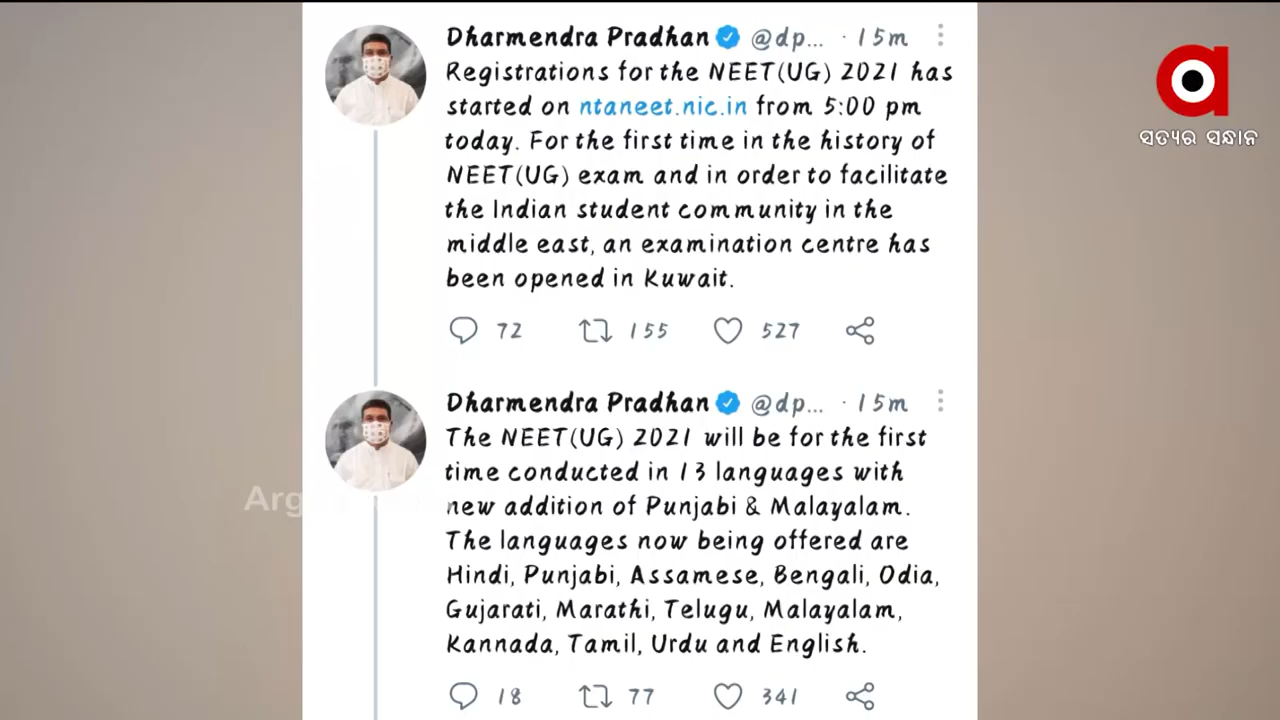 Dharmendra Pradhan @dp... · 15m
Registrations for the NEET(UG) 2021 has
started on ntaneet.nic.in from 5:00 pm
today. For the first time in the history of
NEET(UG) exam and in order to facilitate
the Indian student community in the
middle east, an examination centre has
been opened in Kuwait.
72 155 527
Dharmendra Pradhan @dp... · 15m
The NEET(UG) 2021 will be for the first
time conducted in 13 languages with
new addition of Punjabi & Malayalam.
The languages now being offered are
Hindi, Punjabi, Assamese, Bengali, Odia,
Gujarati, Marathi, Telugu, Malayalam,
Kannada, Tamil, Urdu and English.
18 77 341
a
ସତ୍ୟର ସନ୍ଧାନ